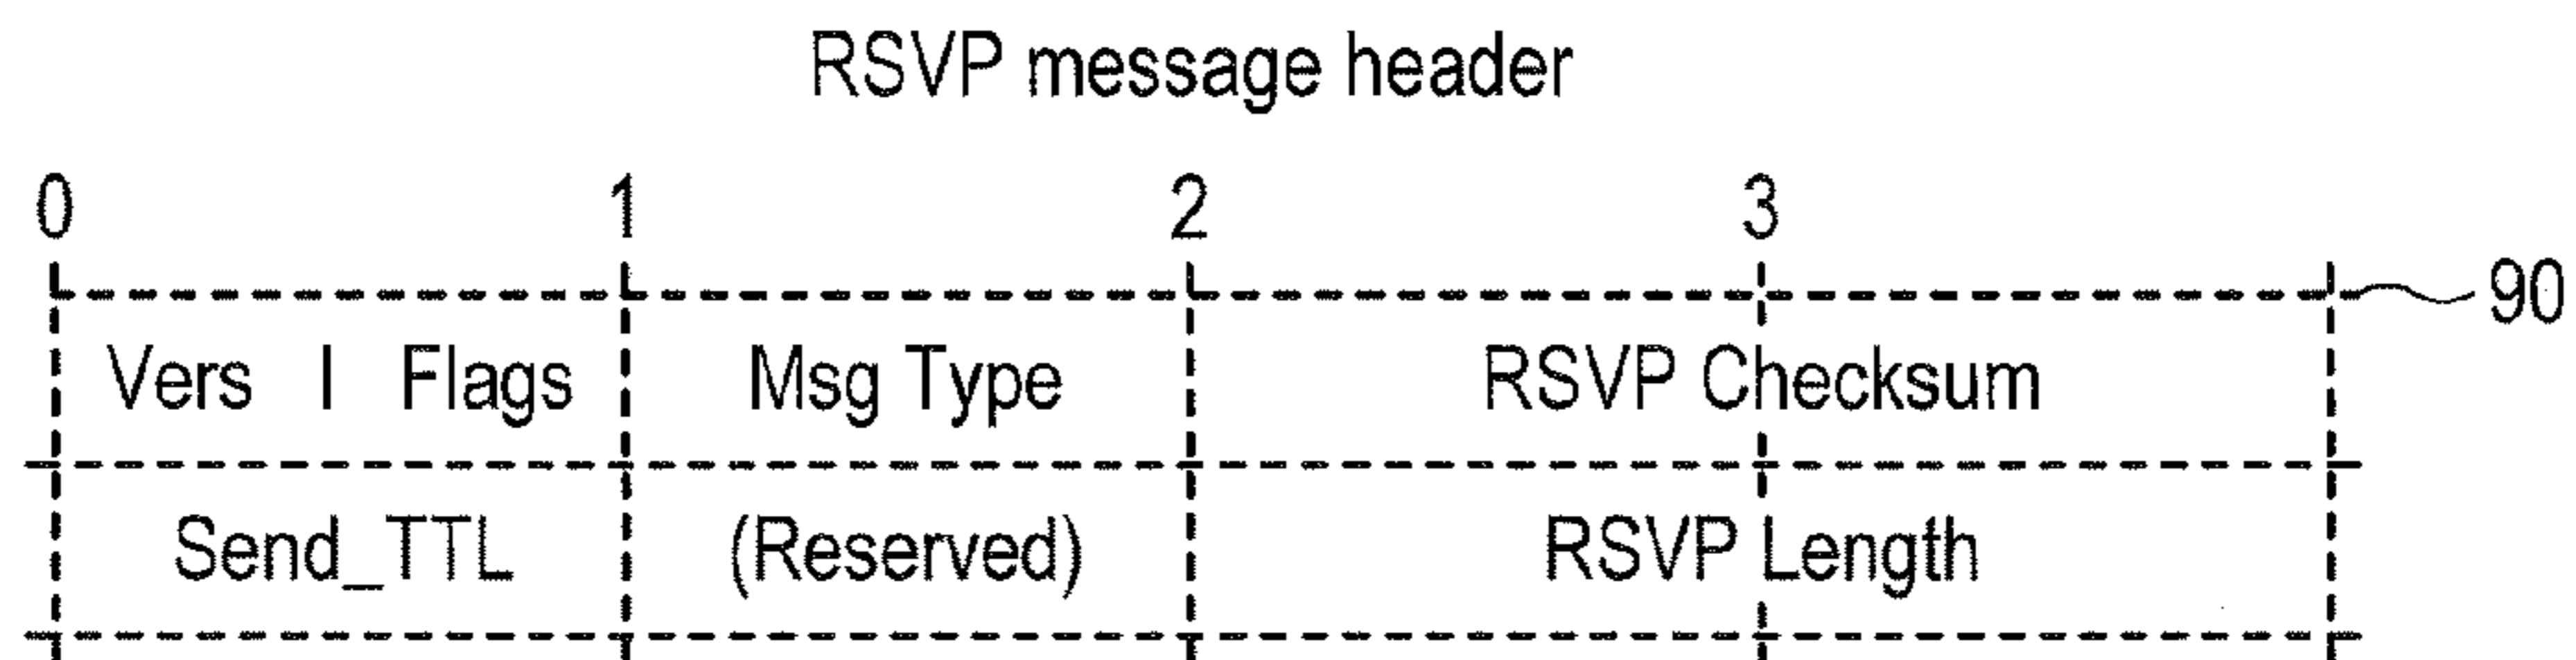 RSVP message header
0 1 2 3
90
Vers I Flags Msg Type RSVP Checksum
Send_TTL (Reserved) RSVP Length